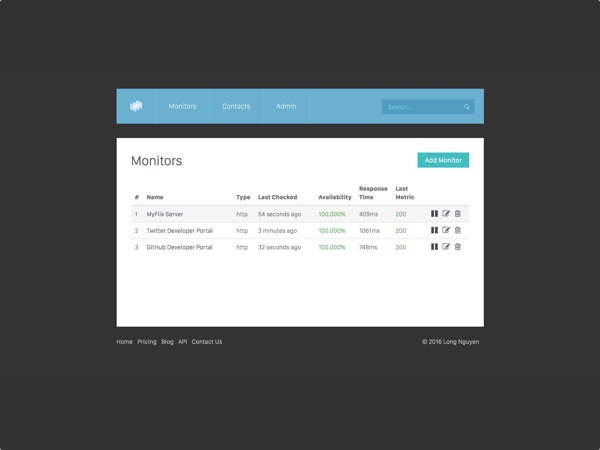 Monitors Contacts Admin Search...
Monitors
Add Monitor
# Name Type Last Checked Availability Response Time Last Metric
1 MyFlix Server http 54 seconds ago 100.000% 409ms 200
2 Twitter Developer Portal http 3 minutes ago 100.000% 1061ms 200
3 GitHub Developer Portal http 32 seconds ago 100.000% 748ms 200
Home Pricing Blog API Contact Us © 2016 Long Nguyen